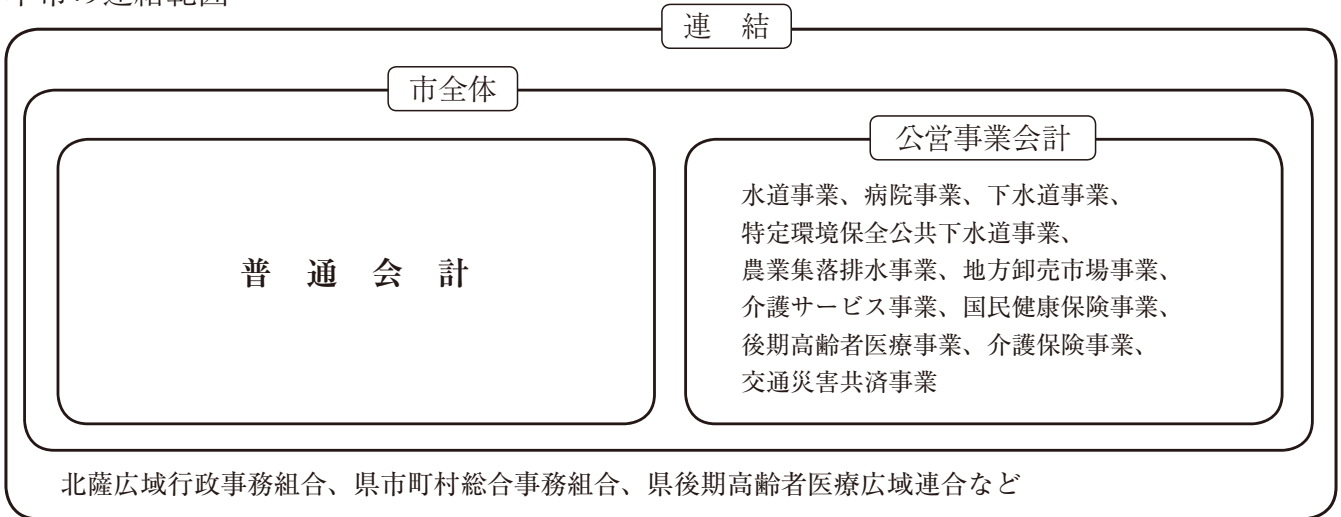 連 結
市全体
公営事業会計
普 通 会 計
水道事業、病院事業、下水道事業、
特定環境保全公共下水道事業、
農業集落排水事業、地方卸売市場事業、
介護サービス事業、国民健康保険事業、
後期高齢者医療事業、介護保険事業、
交通災害共済事業
北薩広域行政事務組合、県市町村総合事務組合、県後期高齢者医療広域連合など